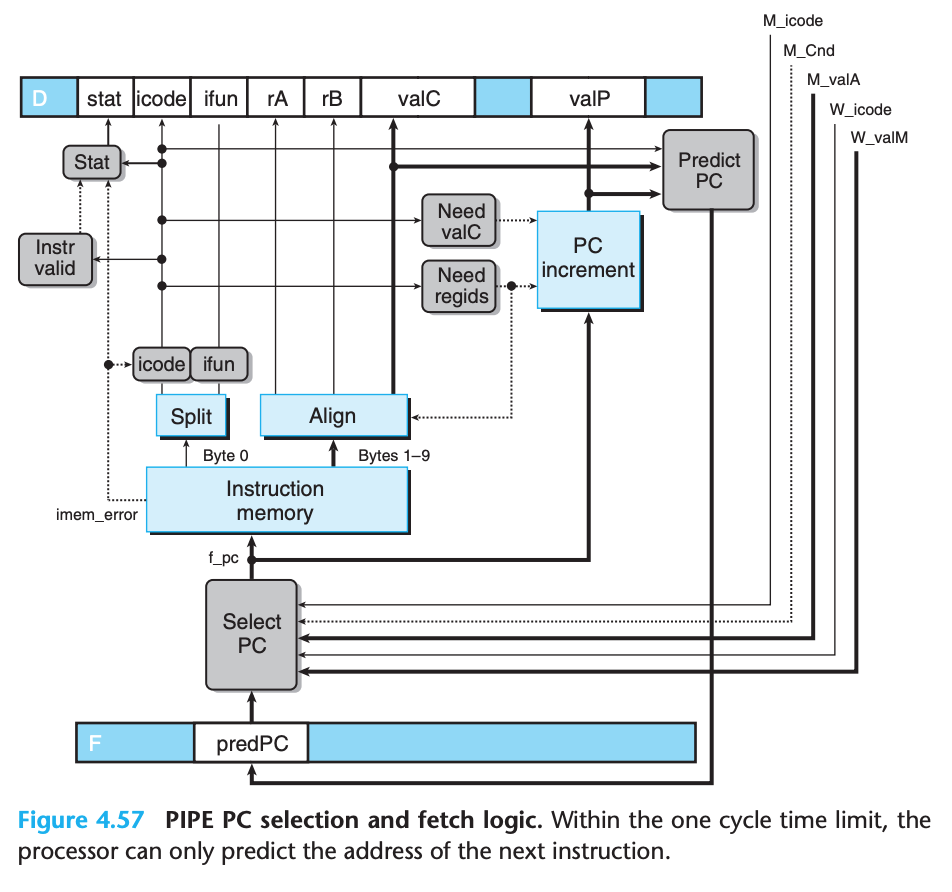 M_icode
M_Cnd
M_valA
W_icode
W_valM
D stat icode ifun rA rB valC valP
Stat
Predict
PC
Need
valC
Instr
valid
PC
increment
Need
regids
icode ifun
Split
Align
Byte 0
Bytes 1–9
Instruction
memory
imem_error
f_pc
Select
PC
F predPC
Figure 4.57 PIPE PC selection and fetch logic. Within the one cycle time limit, the
processor can only predict the address of the next instruction.